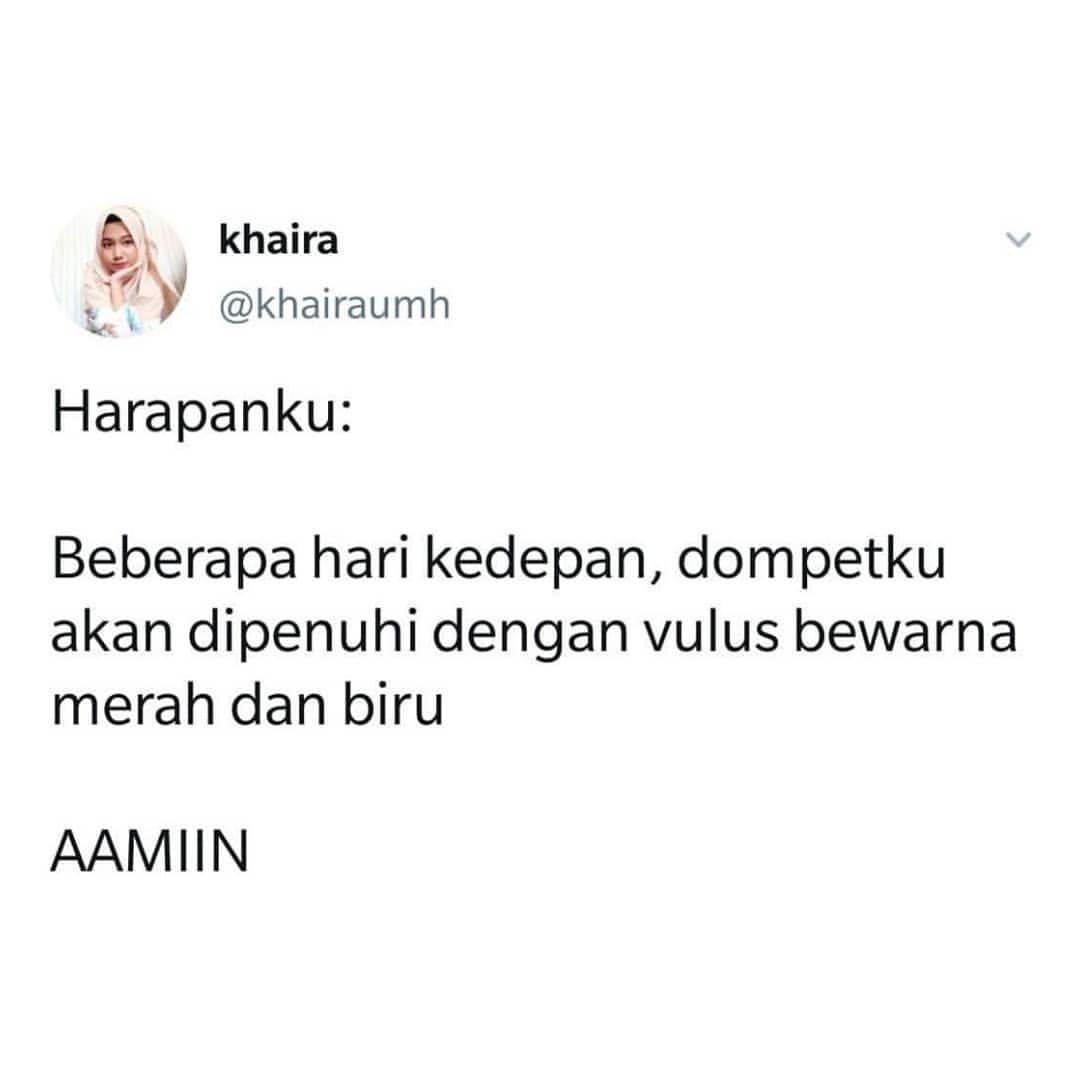 khaira
@khairaumh
Harapanku:
Beberapa hari kedepan, dompetku
akan dipenuhi dengan vulus bewarna
merah dan biru
AAMIIN